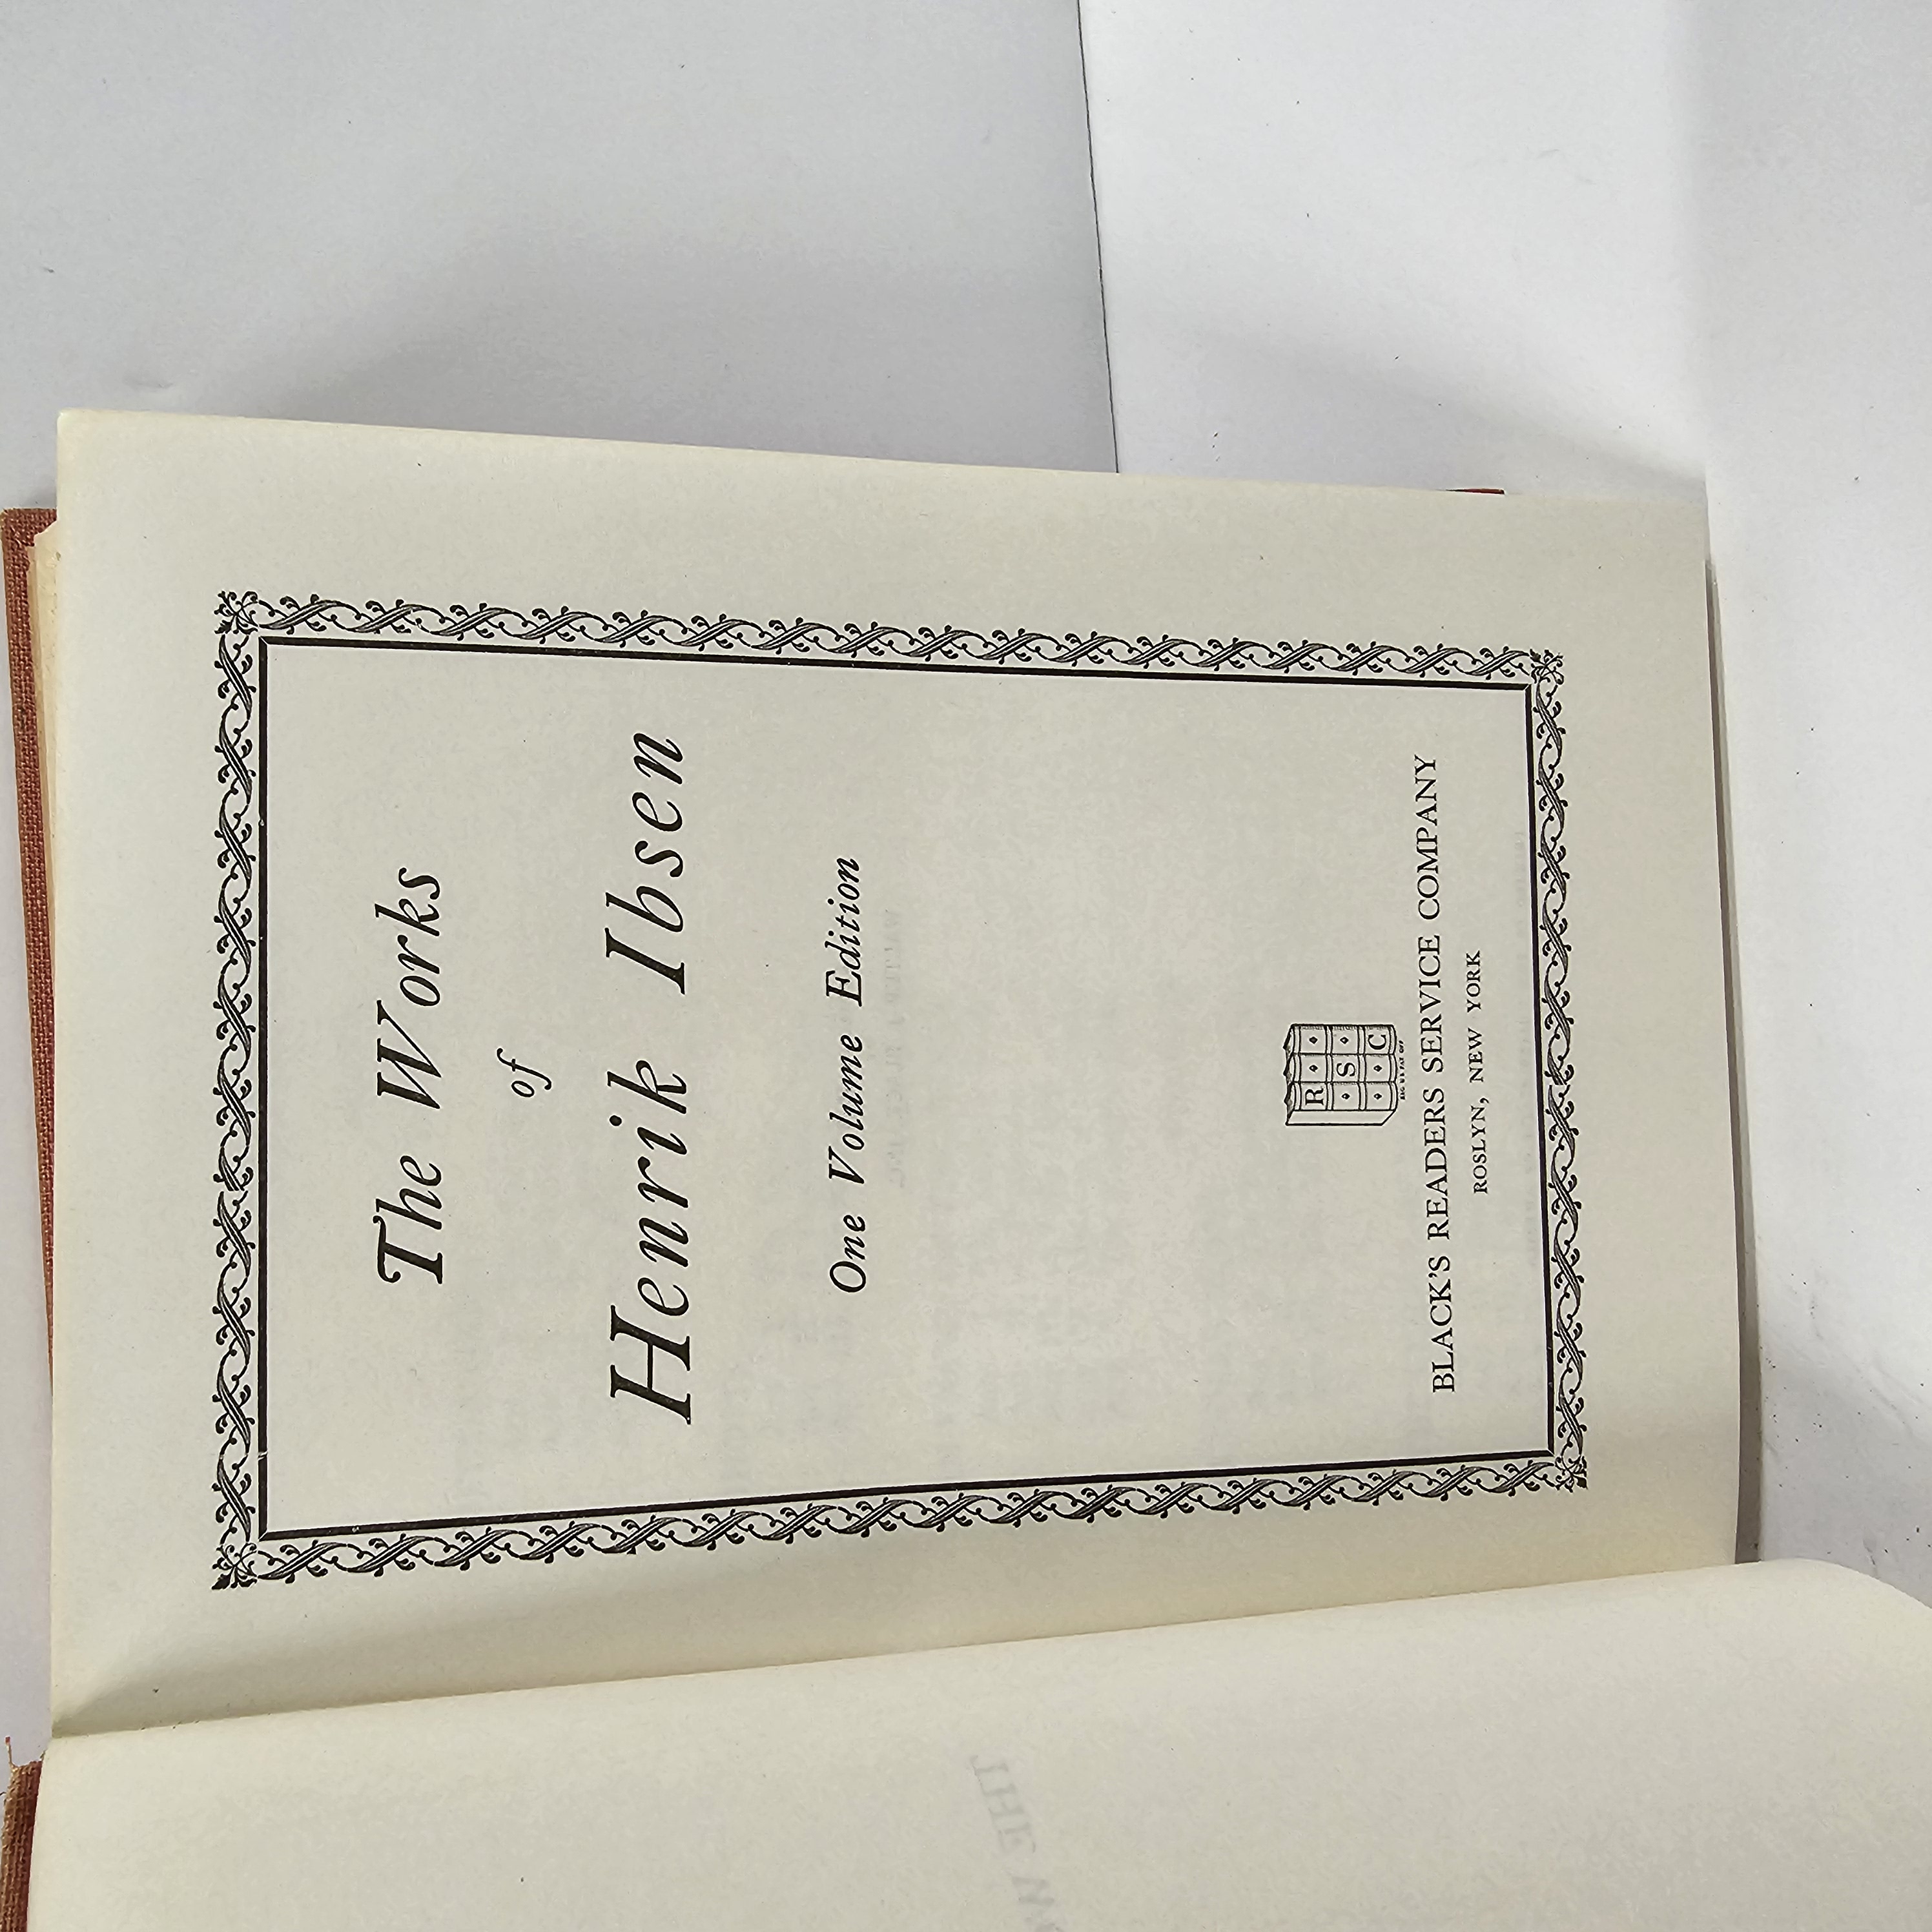 The Works
of
Henrik Ibsen
One Volume Edition
R
S
C
REG U S PAT OFF
BLACK'S READERS SERVICE COMPANY
ROSLYN, NEW YORK